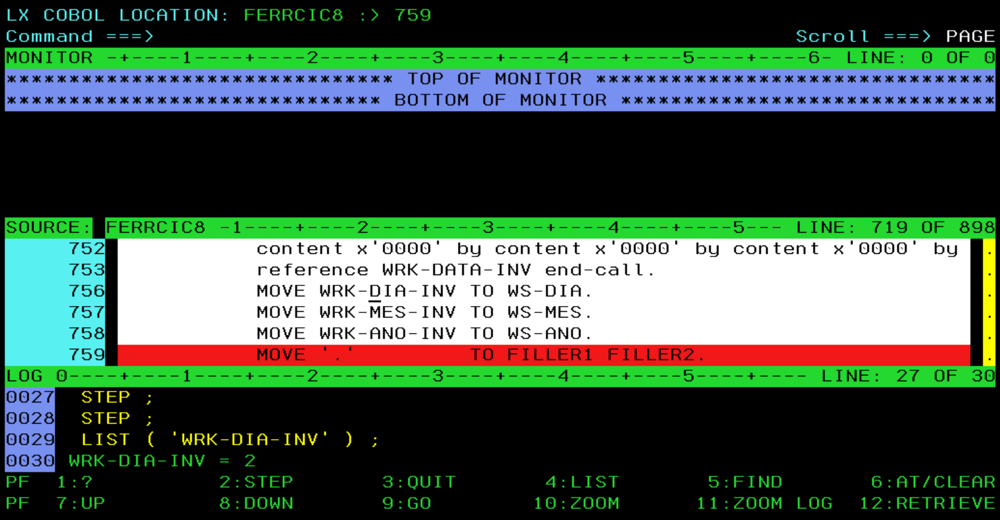 LX COBOL LOCATION: FERRCIC8 :> 759
Command ===> Scroll ===> PAGE
MONITOR -+----1----+----2----+----3----+----4----+----5----+----6- LINE: 0 OF 0
******************************* TOP OF MONITOR ********************************
****************************** BOTTOM OF MONITOR ******************************
SOURCE: FERRCIC8 -1----+----2----+----3----+----4----+----5--- LINE: 719 OF 898
752 content x'0000' by content x'0000' by content x'0000' by .
753 reference WRK-DATA-INV end-call. .
756 MOVE WRK-DIA-INV TO WS-DIA. .
757 MOVE WRK-MES-INV TO WS-MES. .
758 MOVE WRK-ANO-INV TO WS-ANO. .
759 MOVE '.' TO FILLER1 FILLER2. .
LOG 0----+----1----+----2----+----3----+----4----+----5----+---- LINE: 27 OF 30
0027 STEP ;
0028 STEP ;
0029 LIST ( 'WRK-DIA-INV' ) ;
0030 WRK-DIA-INV = 2
PF 1:? 2:STEP 3:QUIT 4:LIST 5:FIND 6:AT/CLEAR
PF 7:UP 8:DOWN 9:GO 10:ZOOM 11:ZOOM LOG 12:RETRIEVE